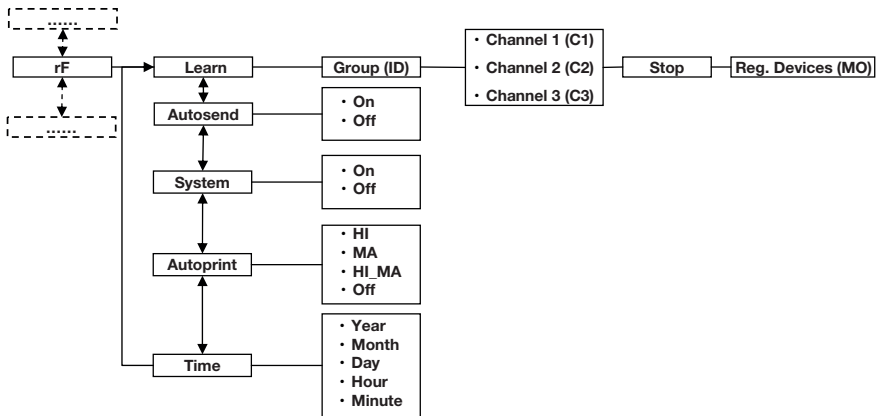 ......
rF
......
Learn
Group (ID)
· Channel 1 (C1)
· Channel 2 (C2)
· Channel 3 (C3)
Stop
Reg. Devices (MO)
Autosend
· On
· Off
System
· On
· Off
Autoprint
· HI
· MA
· HI_MA
· Off
Time
· Year
· Month
· Day
· Hour
· Minute